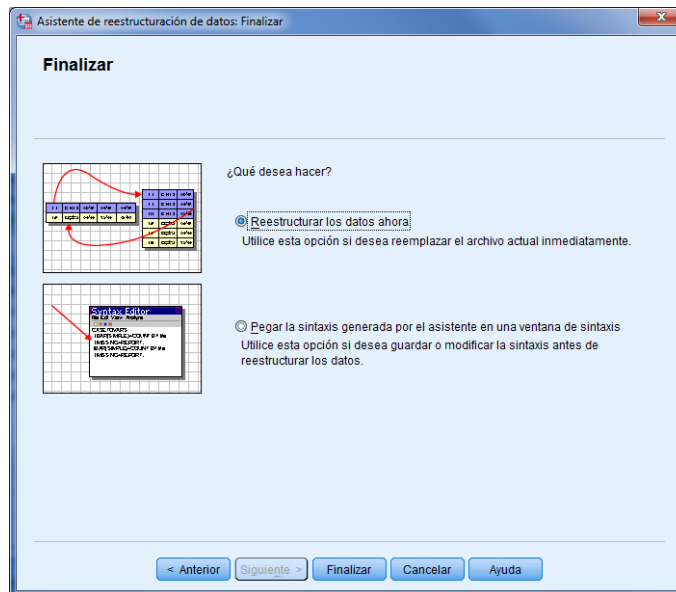 Asistente de reestructuración de datos: Finalizar
Finalizar
¿Qué desea hacer?
Reestructurar los datos ahora
Utilice esta opción si desea reemplazar el archivo actual inmediatamente.
Syntax Editor
Pegar la sintaxis generada por el asistente en una ventana de sintaxis
Utilice esta opción si desea guardar o modificar la sintaxis antes de
reestructurar los datos.
< Anterior
Siguiente >
Finalizar
Cancelar
Ayuda